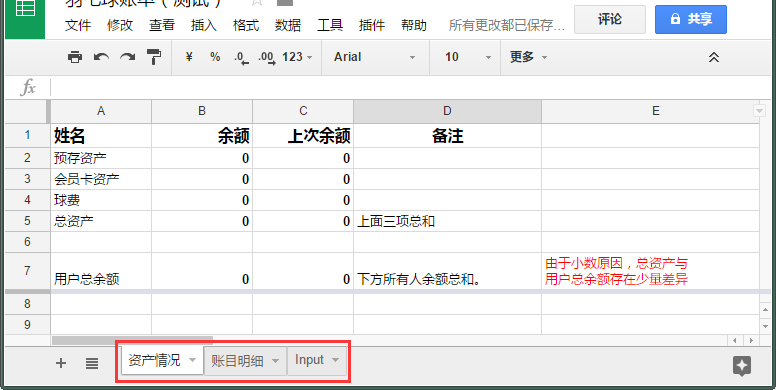 羽毛球账单（测试）
文件 修改 查看 插入 格式 数据 工具 插件 帮助 所有更改都已保存... 评论 共享
¥ % .0 .00 123 Arial 10 更多
fx
A B C D E
1 姓名 余额 上次余额 备注
2 预存资产 0 0
3 会员卡资产 0 0
4 球费 0 0
5 总资产 0 0 上面三项总和
6
由于小数原因，总资产与
7 用户总余额 0 0 下方所有人余额总和。 用户总余额存在少量差异
8
9
+ 资产情况 账目明细 Input